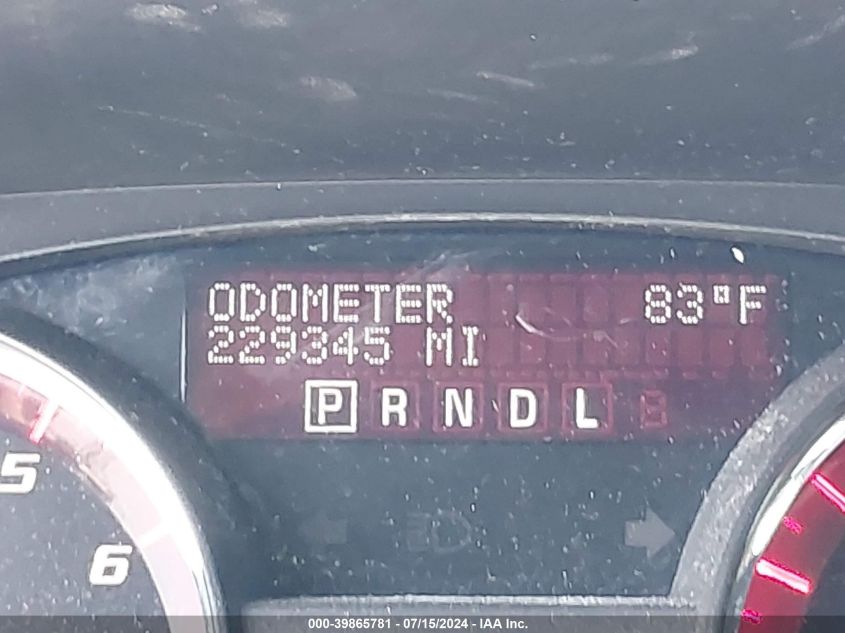 ODOMETER 83°F
229345 MI
P R N D L
5
6
000-39865781 - 07/15/2024 - IAA Inc.